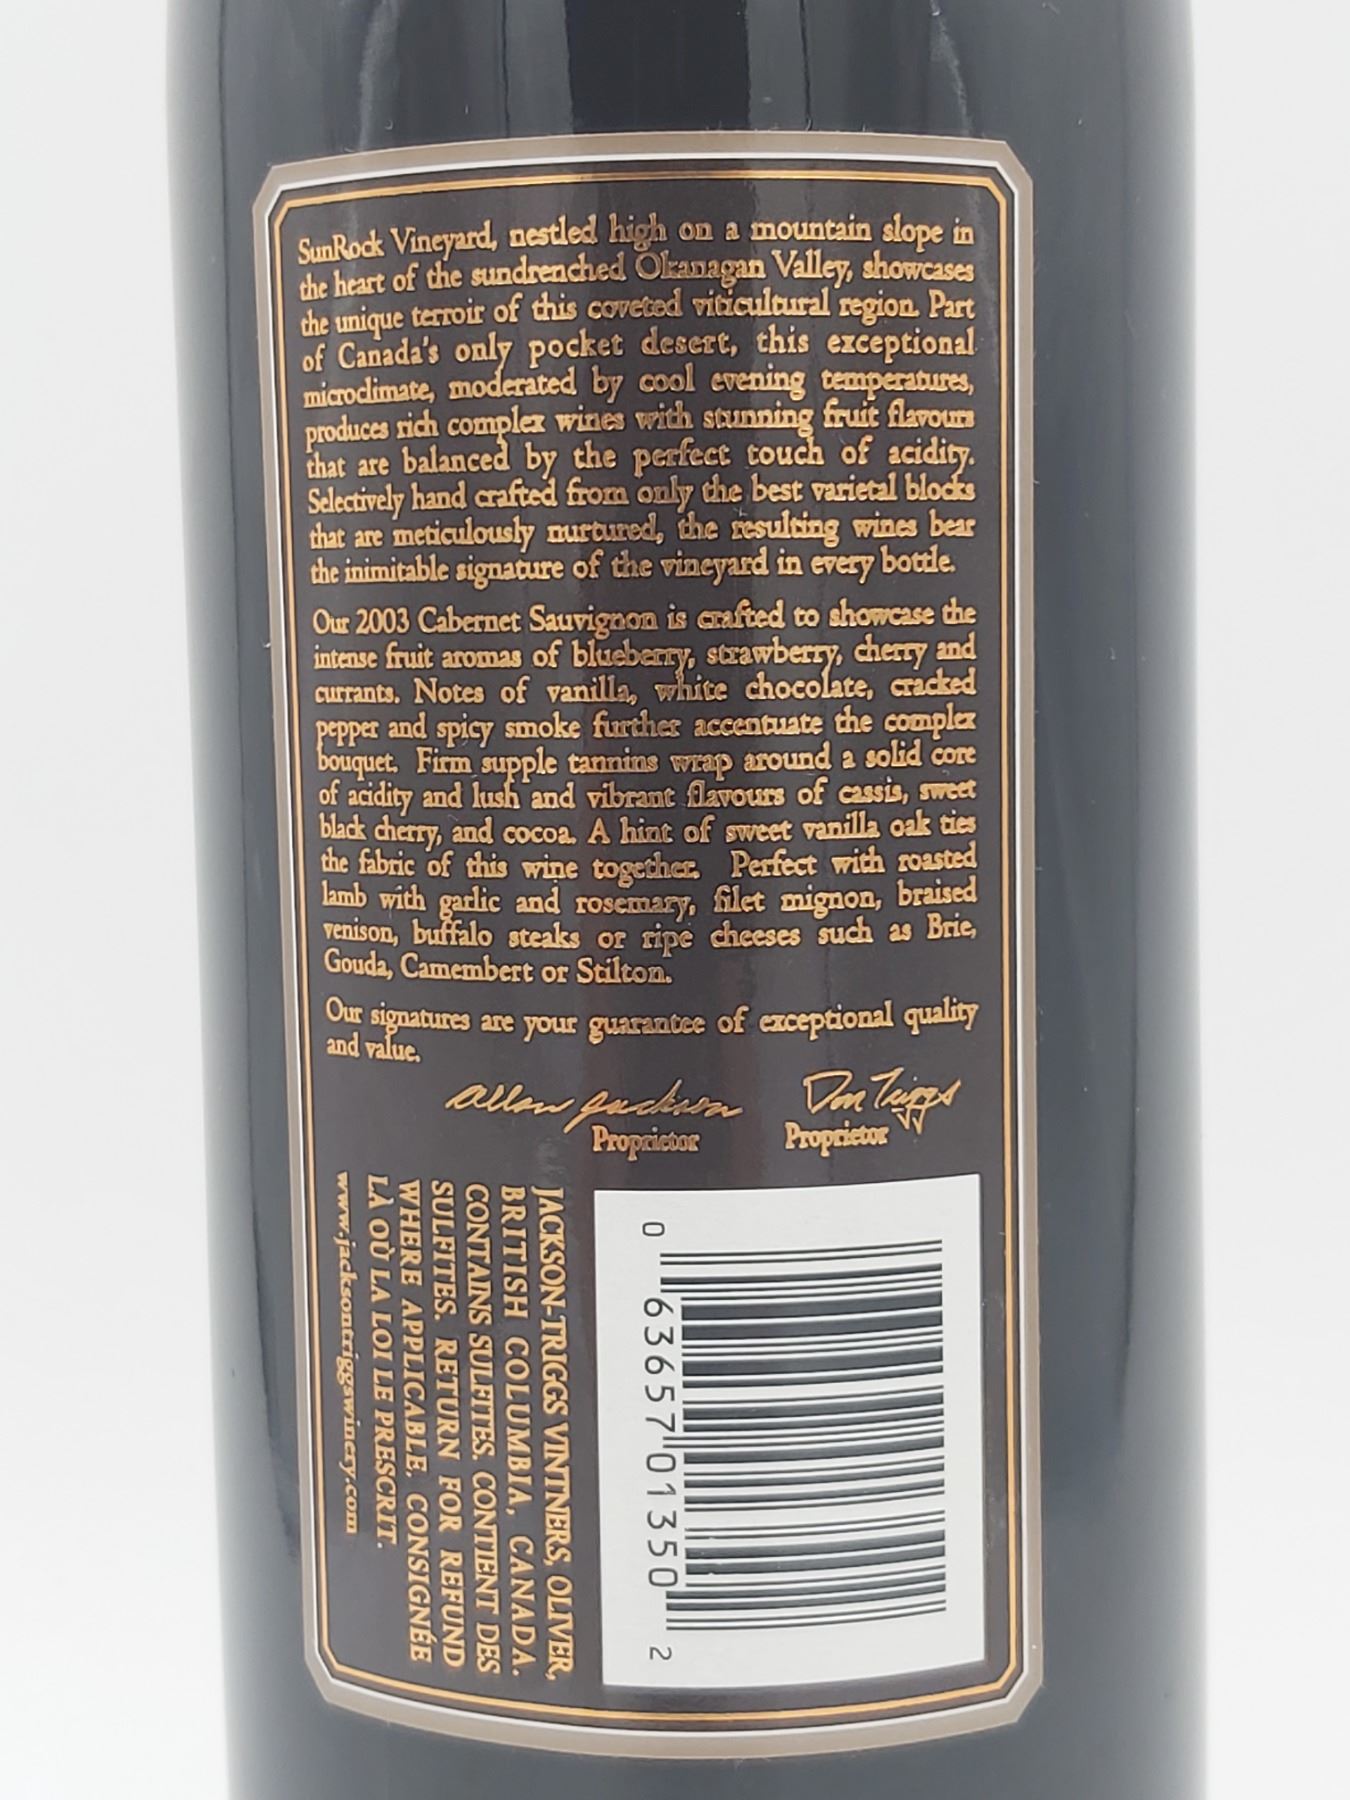 SunRock Vineyard, nestled high on a mountain slope in
the heart of the sundrenched Okanagan Valley, showcases
the unique terroir of this coveted viticultural region. Part
of Canada's only pocket desert, this exceptional
microclimate, moderated by cool evening temperatures,
produces rich complex wines with stunning fruit flavours
that are balanced by the perfect touch of acidity.
Selectively hand crafted from only the best varietal blocks
that are meticulously nurtured, the resulting wines bear
the inimitable signature of the vineyard in every bottle.
Our 2003 Cabernet Sauvignon is crafted to showcase the
intense fruit aromas of blueberry, strawberry, cherry and
currants. Notes of vanilla, white chocolate, cracked
pepper and spicy smoke further accentuate the complex
bouquet. Firm supple tannins wrap around a solid core
of acidity and lush and vibrant flavours of cassis, sweet
black cherry, and cocoa. A hint of sweet vanilla oak ties
the fabric of this wine together. Perfect with roasted
lamb with garlic and rosemary, filet mignon, braised
venison, buffalo steaks or ripe cheeses such as Brie,
Gouda, Camembert or Stilton.
Our signatures are your guarantee of exceptional quality
and value.
Allan Jackson Don Triggs
Proprietor Proprietor
JACKSON-TRIGGS VINTNERS, OLIVER,
BRITISH COLUMBIA, CANADA.
CONTAINS SULFITES. CONTIENT DES
SULFITES. RETURN FOR REFUND
WHERE APPLICABLE. CONSIGNÉE
LÀ OÙ LA LOI LE PRESCRIT.
www.jacksontriggswinery.com
0 63657 01350 2